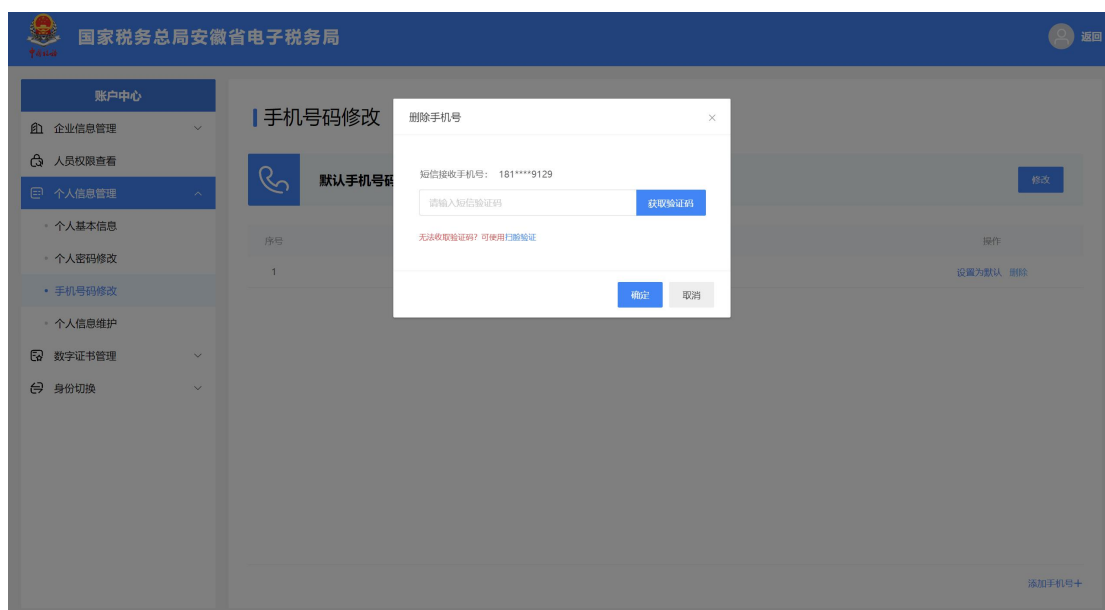 国家税务总局安徽省电子税务局
返回
账户中心
企业信息管理
人员权限查看
个人信息管理
个人基本信息
个人密码修改
手机号码修改
个人信息维护
数字证书管理
身份切换
手机号码修改
默认手机号码
修改
序号
操作
1
设置为默认 删除
添加手机号+
删除手机号
短信接收手机号: 181****9129
请输入短信验证码
获取验证码
无法收取验证码?可使用扫脸验证
确定
取消